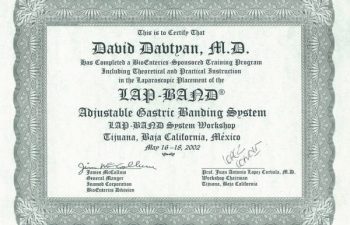 This is to Certify That
David Davtyan, M.D.
Has Completed a BioEnterics-Sponsored Training Program
Including Theoretical and Practical Instruction
in the Laparoscopic Placement of the
LAP-BAND®
Adjustable Gastric Banding System
LAP-BAND System Workshop
Tijuana, Baja California, México
May 16-18, 2002
James McCollum
General Manager
Inamed Corporation
BioEnterics Division
Prof. Juan Antonio Lopez Corvala, M.D.
Workshop Chairman
Tijuana, Baja California